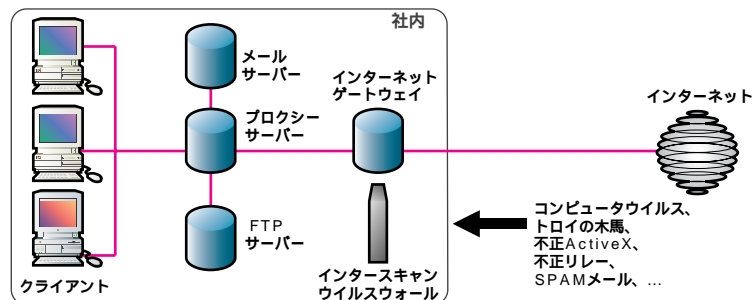 社内
メール
サーバー
インターネット
ゲートウェイ
インターネット
プロクシー
サーバー
コンピュータウイルス、
トロイの木馬、
不正ActiveX、
不正リレー、
SPAMメール、...
FTP
サーバー
クライアント
インタースキャン
ウイルスウォール